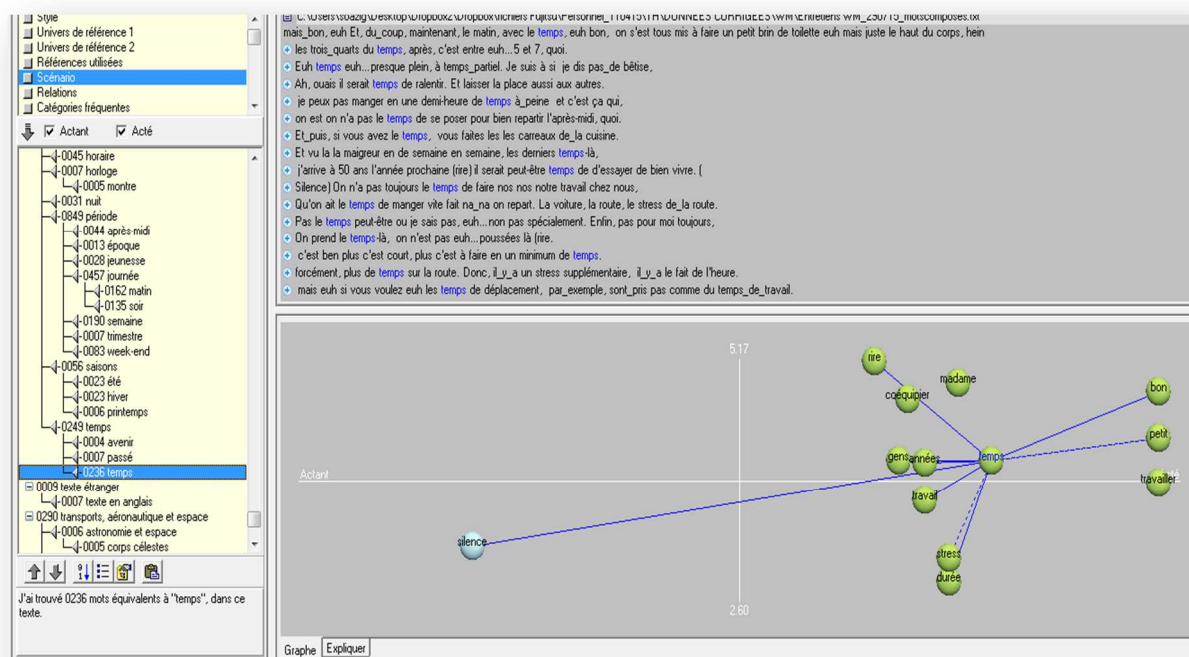 Style
Univers de référence 1
Univers de référence 2
Références utilisées
Scénario
Relations
Catégories fréquentes
Actant Acté
0045 horaire
0007 horloge
0005 montre
0031 nuit
0849 période
0044 après-midi
0013 époque
0028 jeunesse
0457 journée
0162 matin
0135 soir
0190 semaine
0007 trimestre
0083 week-end
0056 saisons
0023 été
0023 hiver
0006 printemps
0249 temps
0004 avenir
0007 passé
0236 temps
0009 texte étranger
0007 texte en anglais
0290 transports, aéronautique et espace
0006 astronomie et espace
0005 corps célestes
J'ai trouvé 0236 mots équivalents à "temps", dans ce
texte.
mais_bon, euh Et, du_coup, maintenant, le matin, avec le temps, euh bon, on s'est tous mis à faire un petit brin de toilette euh mais juste le haut du corps, hein
les trois_quarts du temps, après, c'est entre euh...5 et 7, quoi.
Euh temps euh...presque plein, à temps_partiel. Je suis à si je dis pas_de bêtise,
Ah, ouais il serait temps de ralentir. Et laisser la place aussi aux autres.
je peux pas manger en une demi-heure de temps à_peine et c'est ça qui,
on est on n'a pas le temps de se poser pour bien repartir l'après-midi, quoi.
Et_puis, si vous avez le temps, vous faites les les carreaux de_la cuisine.
Et vu la la maigreur en de semaine en semaine, les derniers temps-là,
j'arrive à 50 ans l'année prochaine (rire) il serait peut-être temps de d'essayer de bien vivre. (
Silence) On n'a pas toujours le temps de faire nos nos notre travail chez nous,
Qu'on ait le temps de manger vite fait na_na on repart. La voiture, la route, le stress de_la route.
Pas le temps peut-être ou je sais pas, euh...non pas spécialement. Enfin, pas pour moi toujours,
On prend le temps-là, on n'est pas euh...poussées là (rire.
c'est ben plus c'est court, plus c'est à faire en un minimum de temps.
forcément, plus de temps sur la route. Donc, il_y_a un stress supplémentaire, il_y_a le fait de l'heure.
mais euh si vous voulez euh les temps de déplacement, par_exemple, sont_pris pas comme du temps_de_travail.
5.17
rire
madame
coéquipier
bon
petit
gens
années
temps
Actant
travailler
travail
silence
stress
durée
2.60
Graphe Expliquer